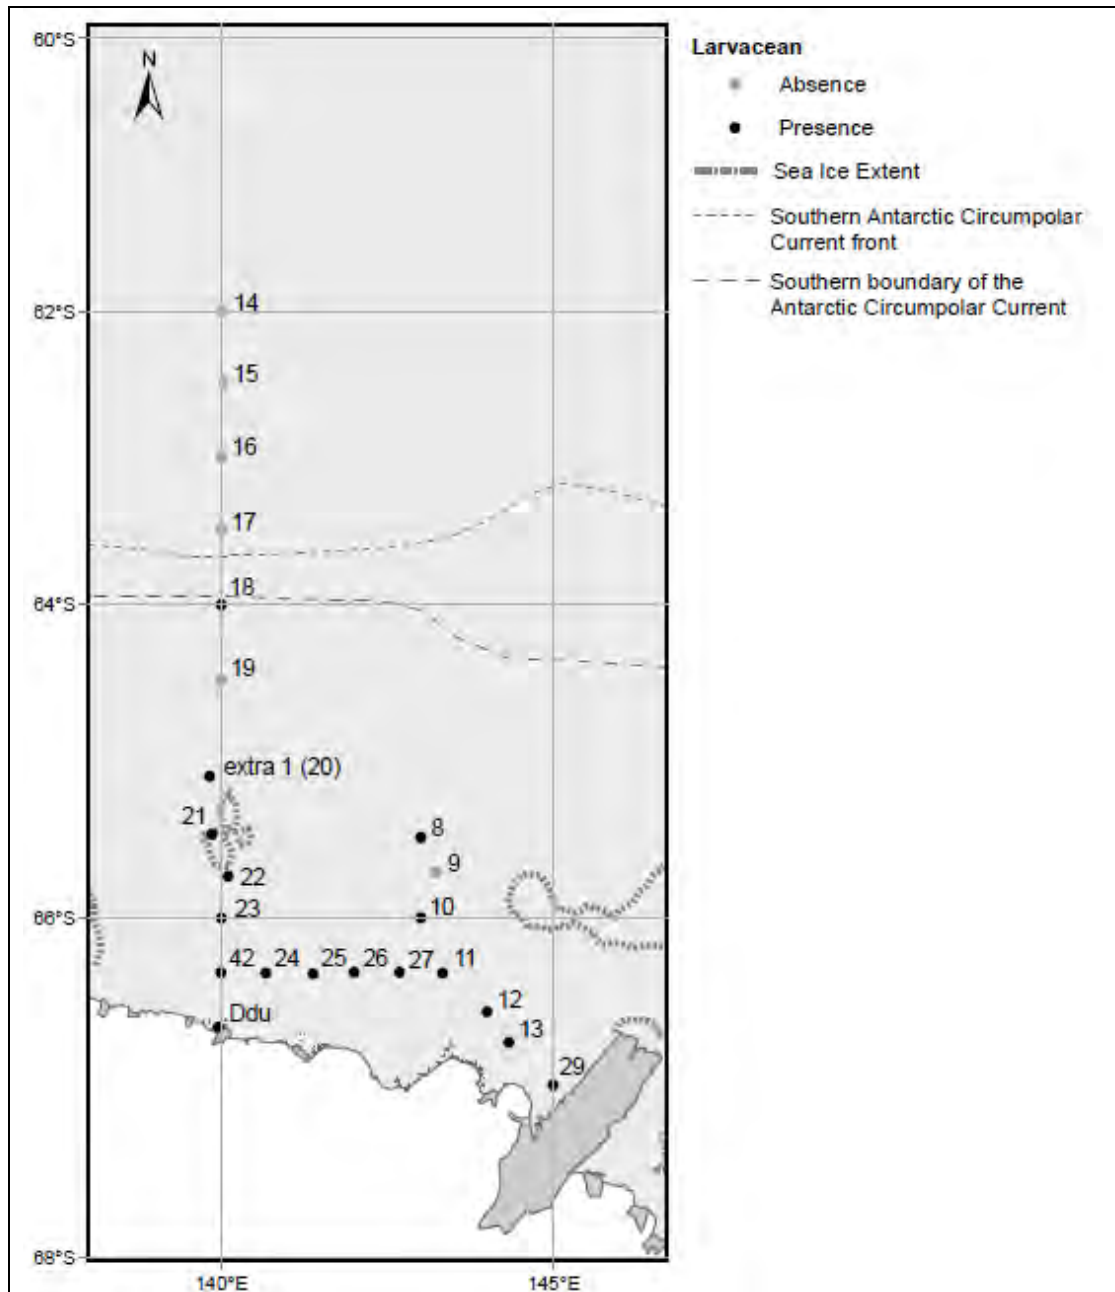 60°S
N
Larvacean
Absence
Presence
Sea Ice Extent
Southern Antarctic Circumpolar
Current front
Southern boundary of the
Antarctic Circumpolar Current
62°S
14
15
16
17
18
64°S
19
extra 1 (20)
21
8
9
22
66°S
23
10
42 24 25 26 27 11
12
Ddu
13
29
68°S
140°E 145°E